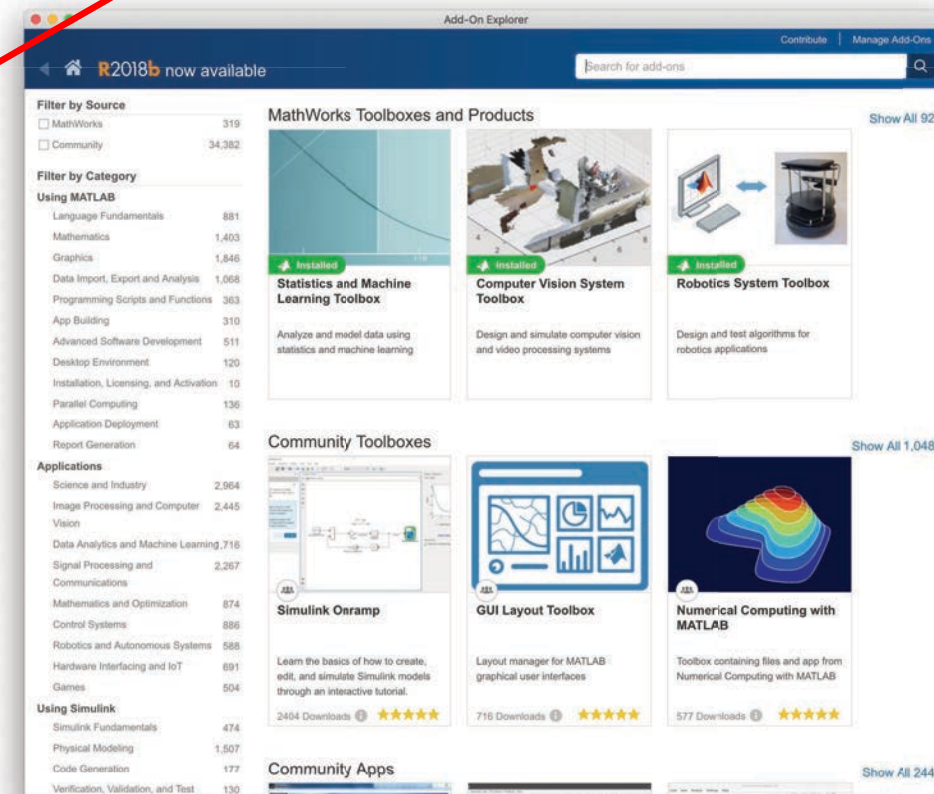 Add-On Explorer
Contribute
Manage Add-Ons
R2018b now available
Search for add-ons
Filter by Source
MathWorks 319
Community 34,382
Filter by Category
Using MATLAB
Language Fundamentals 881
Mathematics 1,403
Graphics 1,846
Data Import, Export and Analysis 1,068
Programming Scripts and Functions 363
App Building 310
Advanced Software Development 511
Desktop Environment 120
Installation, Licensing, and Activation 10
Parallel Computing 136
Application Deployment 63
Report Generation 64
Applications
Science and Industry 2,964
Image Processing and Computer 2,445
Vision
Data Analytics and Machine Learning,716
Signal Processing and 2,267
Communications
Mathematics and Optimization 874
Control Systems 886
Robotics and Autonomous Systems 588
Hardware Interfacing and IoT 691
Games 504
Using Simulink
Simulink Fundamentals 474
Physical Modeling 1,507
Code Generation 177
Verification, Validation, and Test 130
MathWorks Toolboxes and Products
Show All 92
Installed
Statistics and Machine
Learning Toolbox
Analyze and model data using
statistics and machine learning
Installed
Computer Vision System
Toolbox
Design and simulate computer vision
and video processing systems
Installed
Robotics System Toolbox
Design and test algorithms for
robotics applications
Community Toolboxes
Show All 1,048
Simulink Onramp
Learn the basics of how to create,
edit, and simulate Simulink models
through an interactive tutorial.
2404 Downloads
GUI Layout Toolbox
Layout manager for MATLAB
graphical user interfaces
716 Downloads
Numerical Computing with
MATLAB
Toolbox containing files and app from
Numerical Computing with MATLAB
577 Downloads
Community Apps
Show All 244